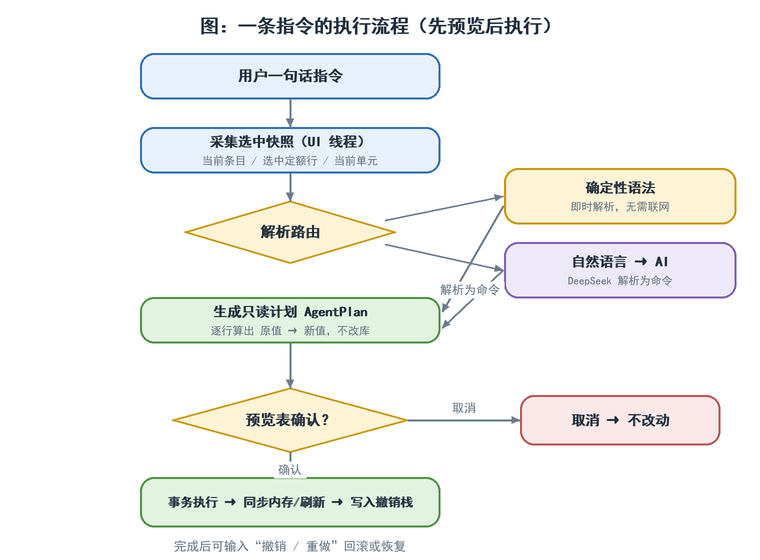 图：一条指令的执行流程（先预览后执行）
用户一句话指令
采集选中快照（UI 线程）
当前条目 / 选中定额行 / 当前单元
解析路由
确定性语法
即时解析，无需联网
自然语言 → AI
DeepSeek 解析为命令
解析为命令
生成只读计划 AgentPlan
逐行算出 原值 → 新值，不改库
预览表确认？
取消
取消 → 不改动
确认
事务执行 → 同步内存/刷新 → 写入撤销栈
完成后可输入“撤销 / 重做”回滚或恢复